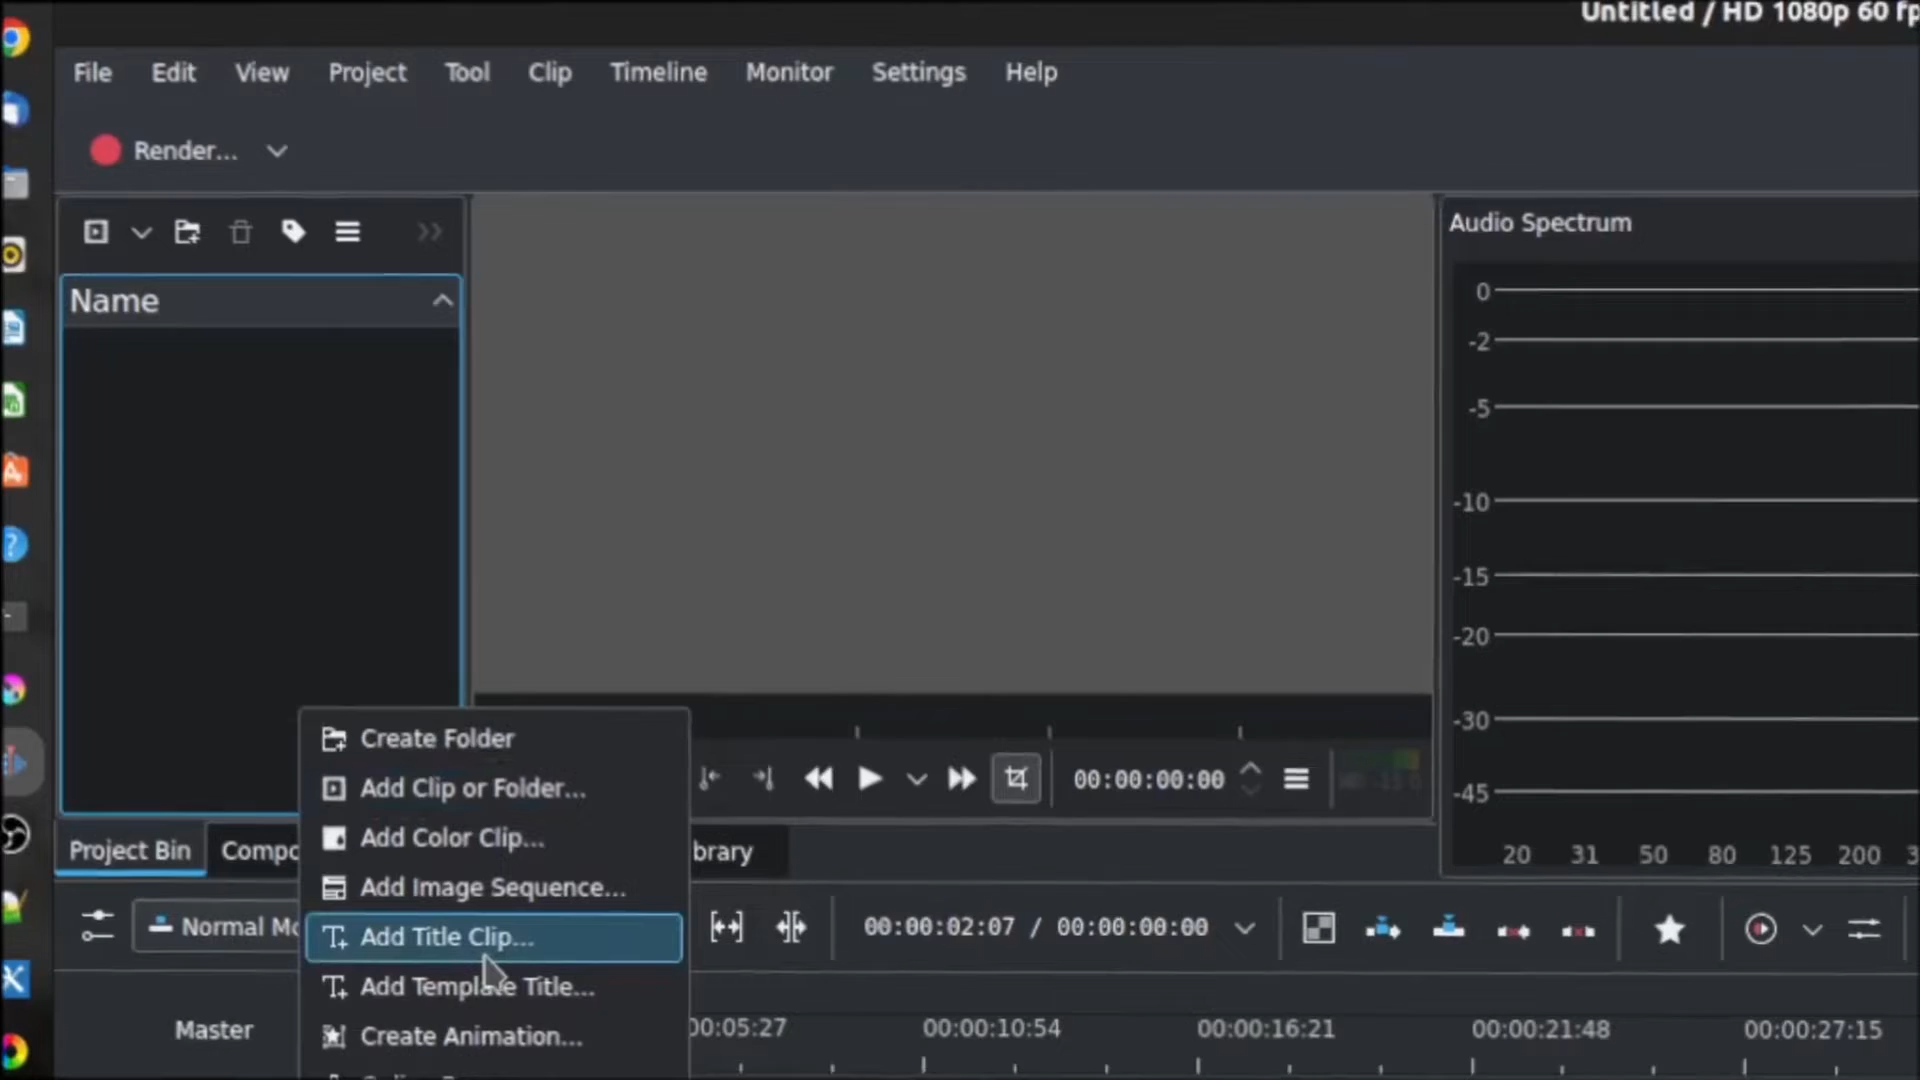 Untitled / HD 1080p 60
File Edit View Project Tool Clip Timeline Monitor Settings Help
Render...
Audio Spectrum
Name
0
-2
-5
-10
-15
-20
-30
-45
20 31 50 80 125 200
Create Folder
Add Clip or Folder...
Add Color Clip...
Add Image Sequence...
Add Title Clip...
Add Template Title...
Create Animation...
00:00:00:00
Project Bin Compo brary
Normal Mo
00:00:02:07 / 00:00:00:00
Master
00:05:27 00:00:10:54 00:00:16:21 00:00:21:48 00:00:27:15